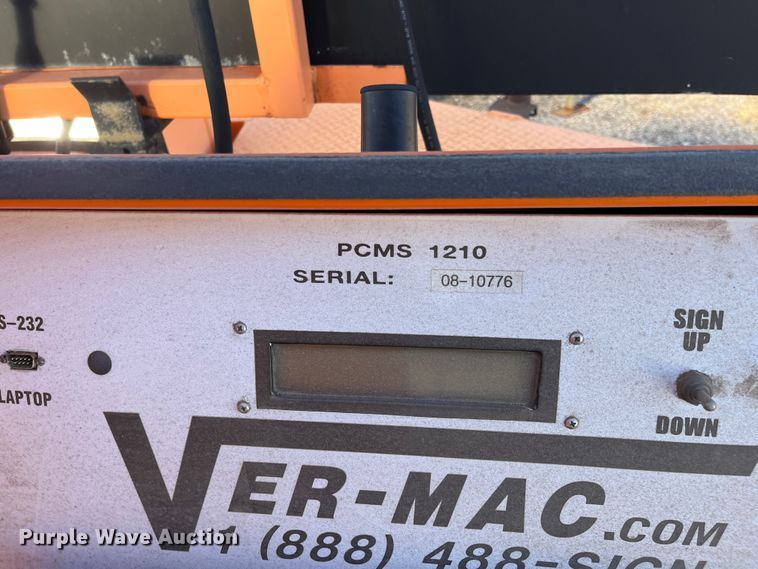 PCMS 1210
SERIAL: 08-10776
S-232
LAPTOP
SIGN
UP
DOWN
VER-MAC.COM
1 (888) 488-SIGN
Purple Wave Auction